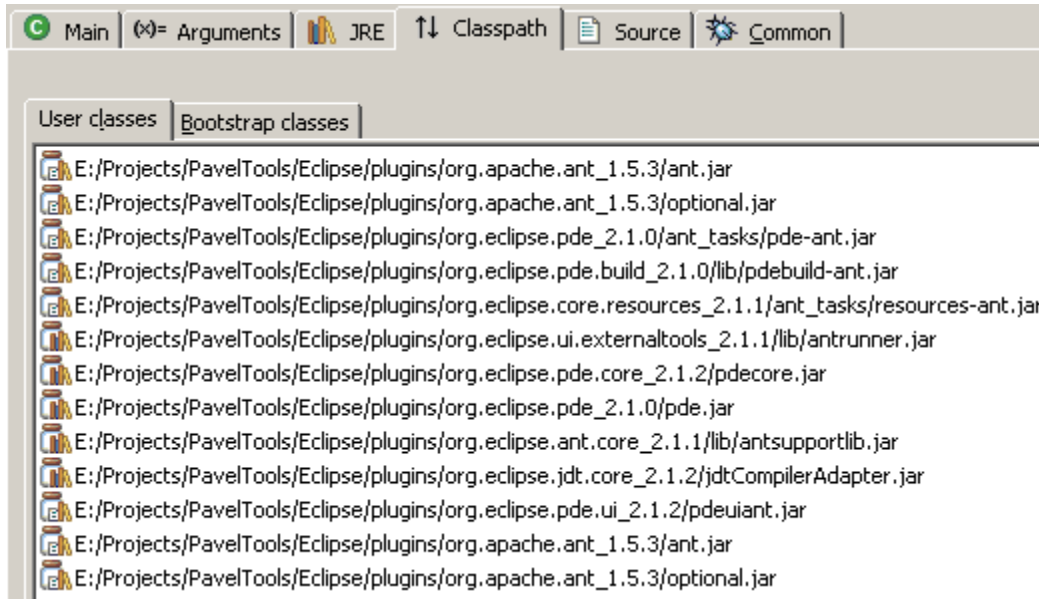 Main (x)= Arguments JRE Classpath Source Common
User classes Bootstrap classes
E:/Projects/PavelTools/Eclipse/plugins/org.apache.ant_1.5.3/ant.jar
E:/Projects/PavelTools/Eclipse/plugins/org.apache.ant_1.5.3/optional.jar
E:/Projects/PavelTools/Eclipse/plugins/org.eclipse.pde_2.1.0/ant_tasks/pde-ant.jar
E:/Projects/PavelTools/Eclipse/plugins/org.eclipse.pde.build_2.1.0/lib/pdebuild-ant.jar
E:/Projects/PavelTools/Eclipse/plugins/org.eclipse.core.resources_2.1.1/ant_tasks/resources-ant.jar
E:/Projects/PavelTools/Eclipse/plugins/org.eclipse.ui.externaltools_2.1.1/lib/antrunner.jar
E:/Projects/PavelTools/Eclipse/plugins/org.eclipse.pde.core_2.1.2/pdecore.jar
E:/Projects/PavelTools/Eclipse/plugins/org.eclipse.pde_2.1.0/pde.jar
E:/Projects/PavelTools/Eclipse/plugins/org.eclipse.ant.core_2.1.1/lib/antsupportlib.jar
E:/Projects/PavelTools/Eclipse/plugins/org.eclipse.jdt.core_2.1.2/jdtCompilerAdapter.jar
E:/Projects/PavelTools/Eclipse/plugins/org.eclipse.pde.ui_2.1.2/pdeuiant.jar
E:/Projects/PavelTools/Eclipse/plugins/org.apache.ant_1.5.3/ant.jar
E:/Projects/PavelTools/Eclipse/plugins/org.apache.ant_1.5.3/optional.jar